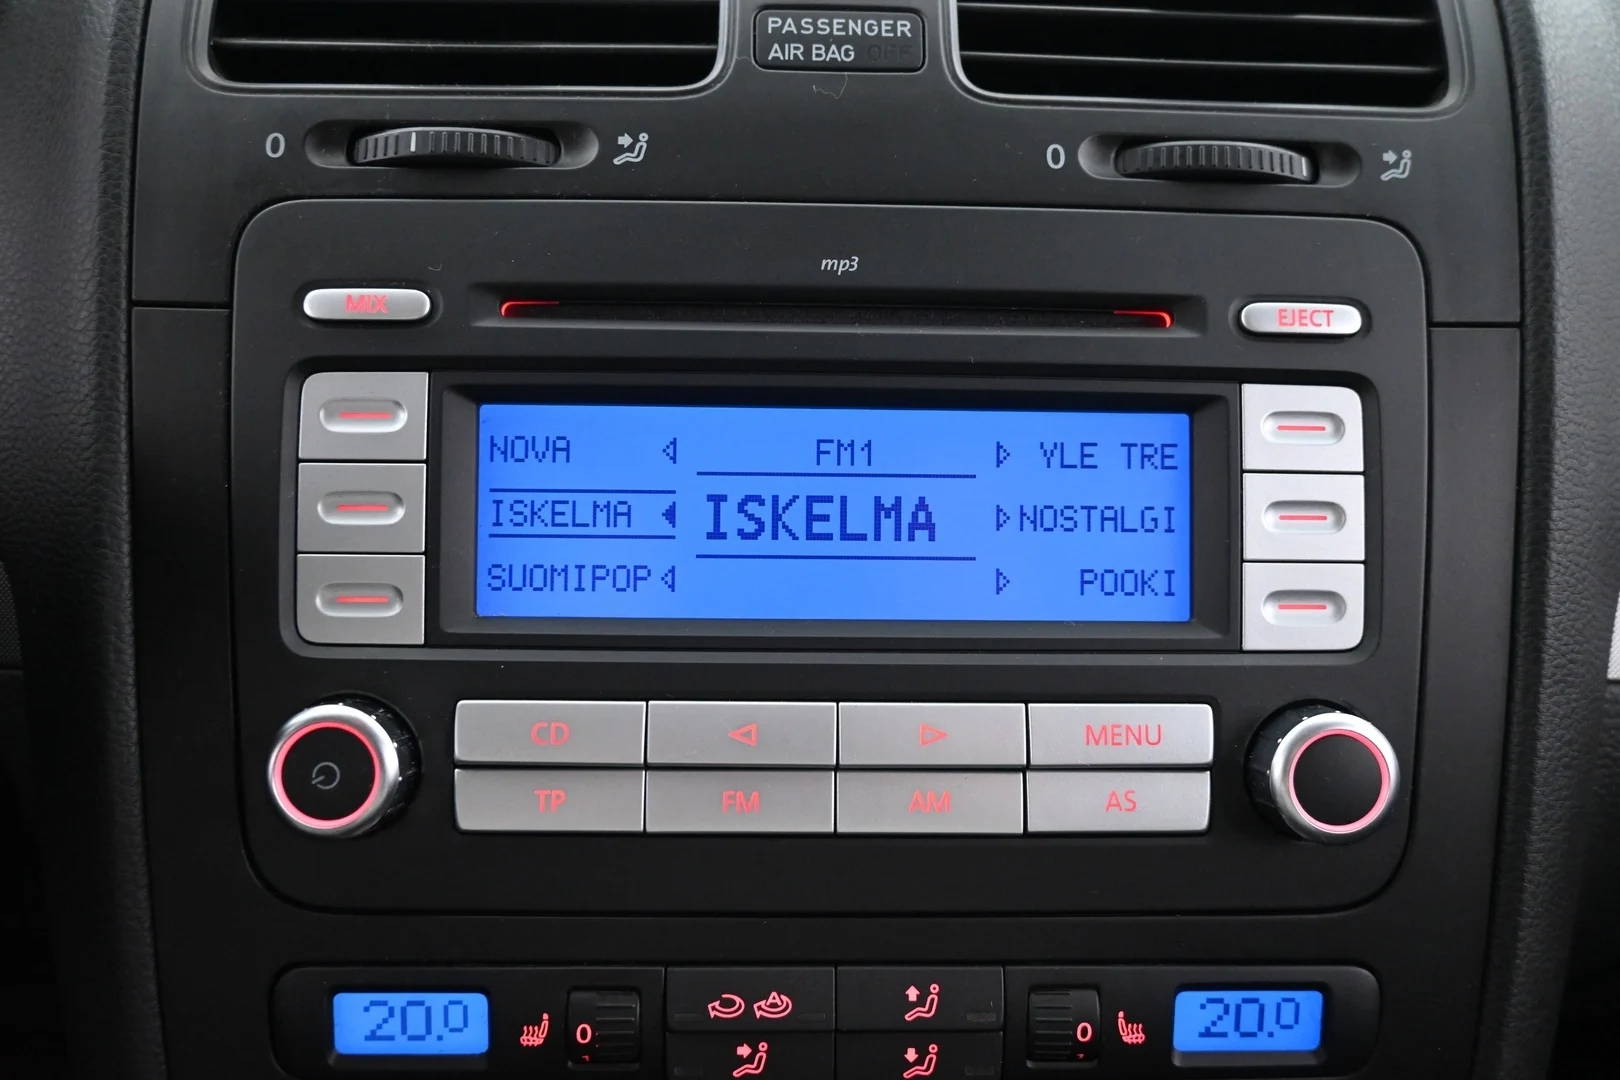 PASSENGER
AIR BAG OFF
0
0
mp3
MIX
EJECT
NOVA FM1 YLE TRE
ISKELMA ISKELMA NOSTALGI
SUOMIPOP POOKI
CD MENU
TP FM AM AS
20.0 0 A 0 20.0